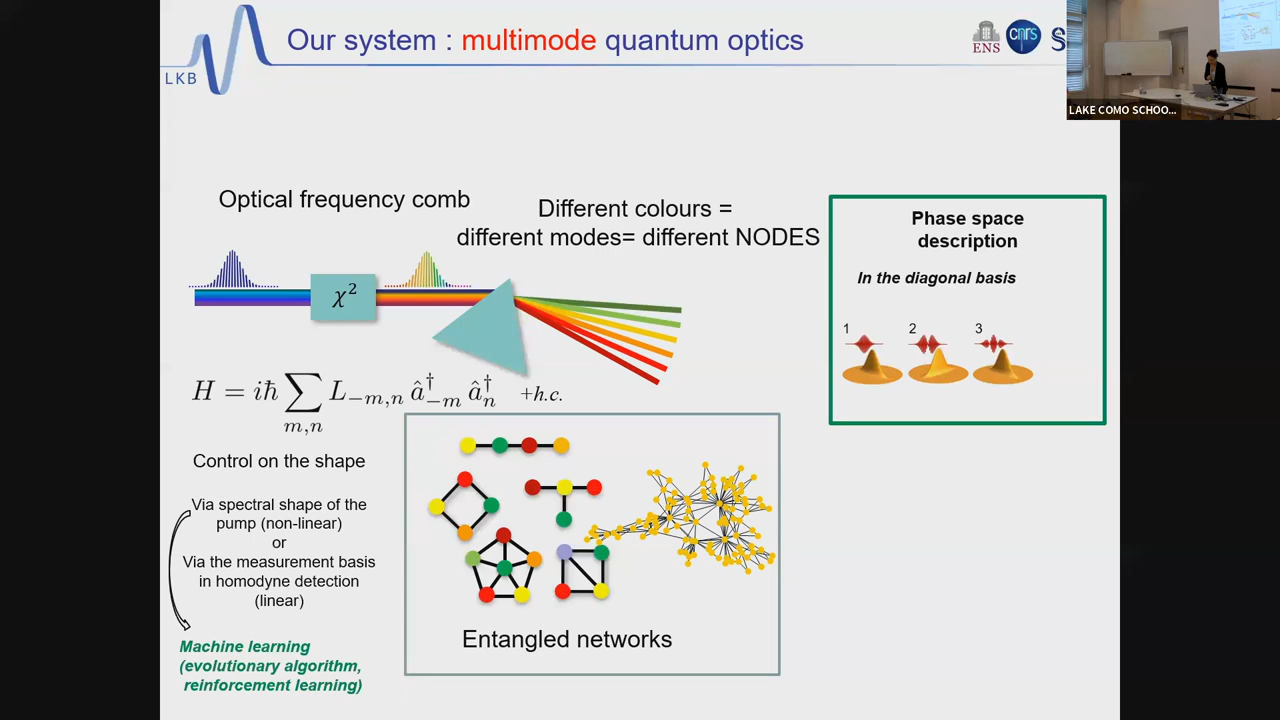 Our system : multimode quantum optics
LKB
ENS
cnrs
S
LAKE COMO SCHOO...
Optical frequency comb
Different colours =
different modes= different NODES
χ²
H = iħ ∑ L₋ₘ,ₙ â†₋ₘ â†ₙ +h.c.
m,n
Control on the shape
Via spectral shape of the
pump (non-linear)
or
Via the measurement basis
in homodyne detection
(linear)
Machine learning
(evolutionary algorithm,
reinforcement learning)
Entangled networks
Phase space
description
In the diagonal basis
1 2 3